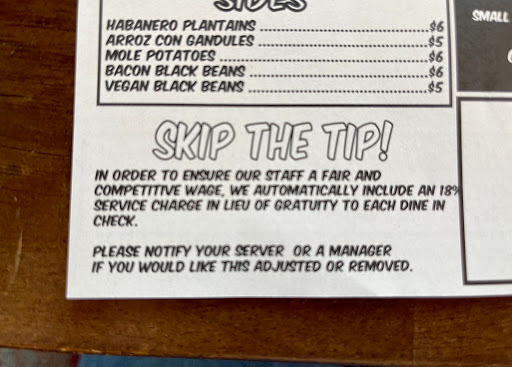 SIDES
HABANERO PLANTAINS ........ $6
ARROZ CON GANDULES ........ $5
MOLE POTATOES ........ $6
BACON BLACK BEANS ........ $6
VEGAN BLACK BEANS ........ $5
SMALL
SKIP THE TIP!
IN ORDER TO ENSURE OUR STAFF A FAIR AND
COMPETITIVE WAGE, WE AUTOMATICALLY INCLUDE AN 18%
SERVICE CHARGE IN LIEU OF GRATUITY TO EACH DINE IN
CHECK.
PLEASE NOTIFY YOUR SERVER OR A MANAGER
IF YOU WOULD LIKE THIS ADJUSTED OR REMOVED.